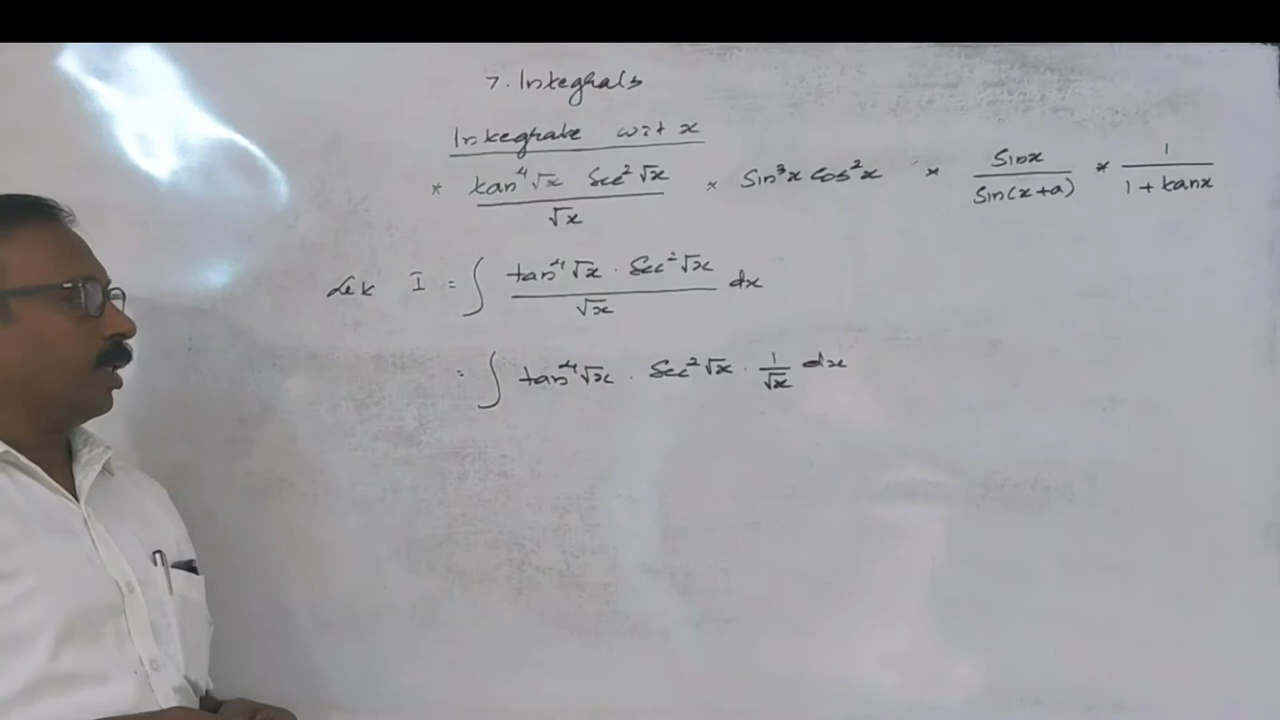 7. Integrals
Integrate w.r.t x
* tan⁴√x sec²√x / √x * Sin³x Cos²x * Sinx / Sin(x+a) * 1 / 1 + tanx
Let I = ∫ tan⁴√x . Sec²√x / √x dx
= ∫ tan⁴√x . Sec²√x . 1/√x dx